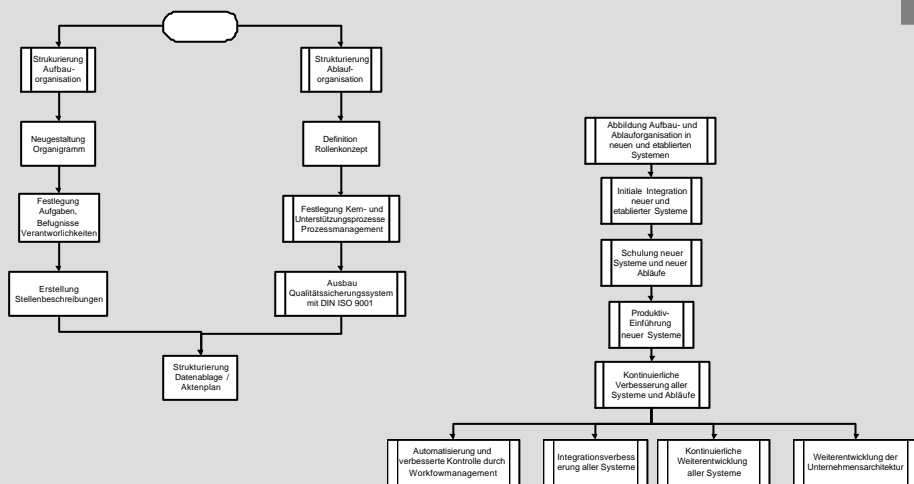 Strukurierung
Aufbau-
organisation
Neugestaltung
Organigramm
Festlegung
Aufgaben,
Befugnisse
Verantworlichkeiten
Erstellung
Stellenbeschreibungen
Strukturierung
Ablauf-
organisation
Definition
Rollenkonzept
Festlegung Kern- und
Unterstützungprozesse
Prozessmanagement
Ausbau
Qualitätssicherungssystem
mit DIN ISO 9001
Strukturierung
Datenablage /
Aktenplan
Abbildung Aufbau- und
Ablauforganisation in
neuen und etablierten
Systemen
Initiale Integration
neuer und
etablierter Systeme
Schulung neuer
Systeme und neuer
Abläufe
Produktiv-
Einführung
neuer Systeme
Kontinuierliche
Verbesserung aller
Systeme und Abläufe
Automatisierung und
verbesserte Kontrolle durch
Workfowmanagement
Integrationsverbess
erung aller Systeme
Kontinuierliche
Weiterentwicklung
aller Systeme
Weiterentwicklung der
Unternehmensarchitektur